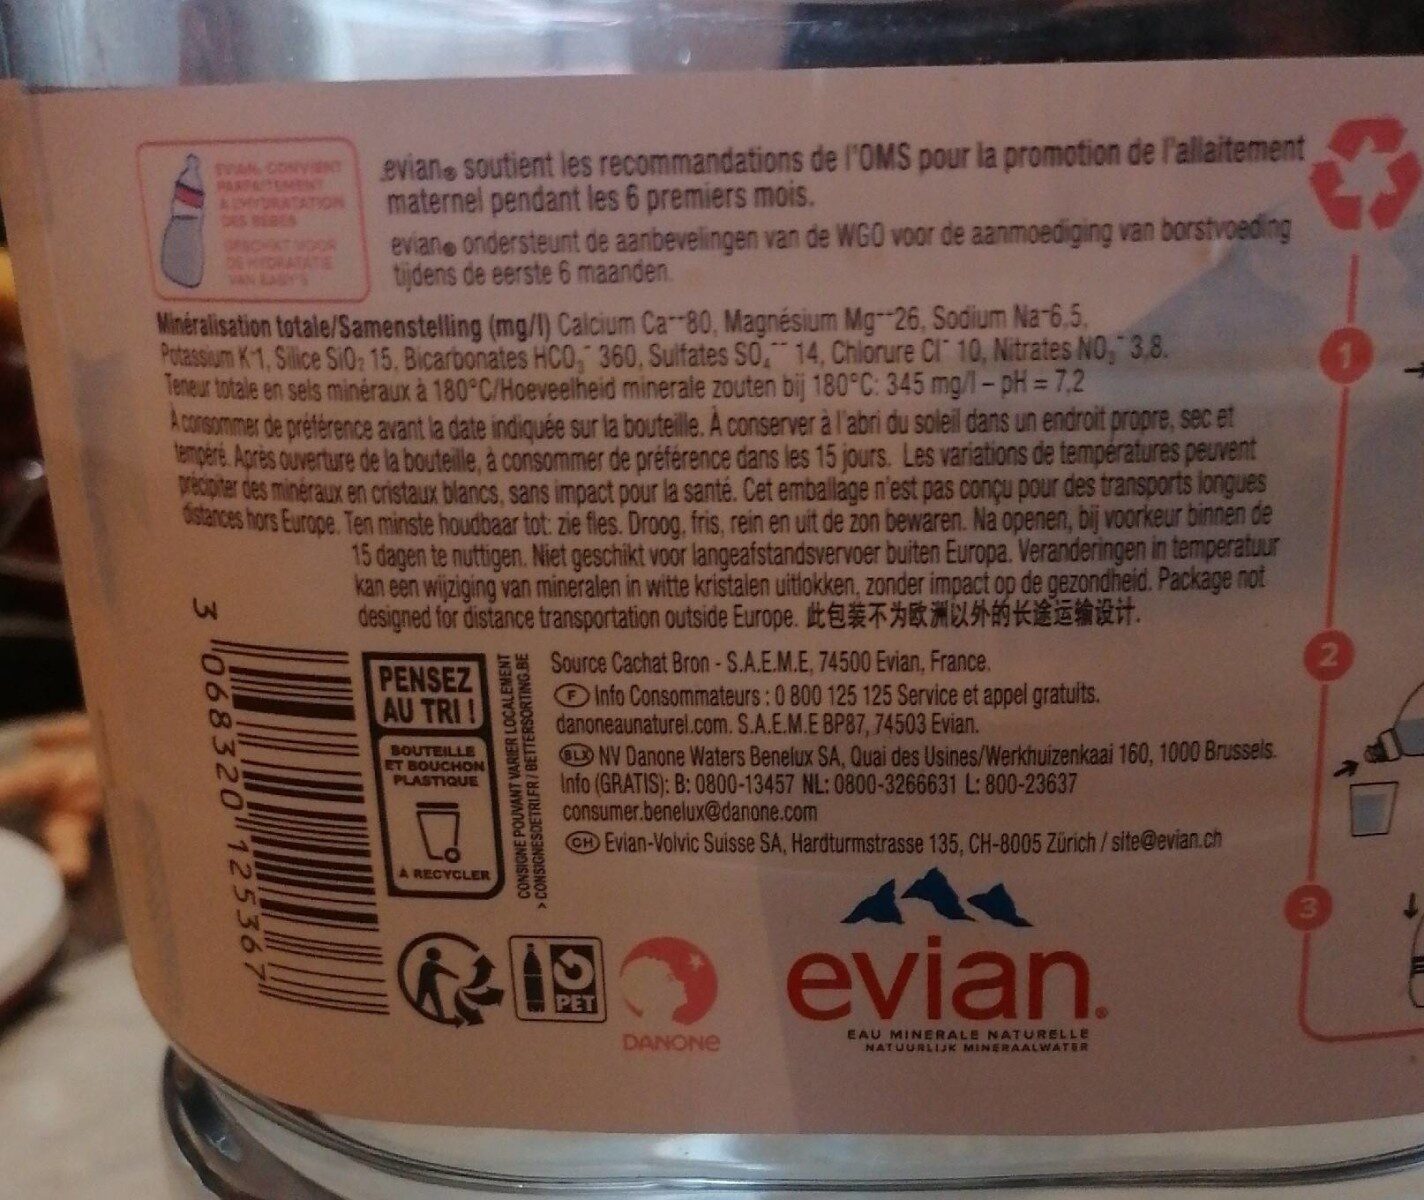 EVIAN, CONVIENT
PARFAITEMENT
A L'HYDRATATION
DES BEBES
GESCHIKT VOOR
DE HYDRATATIE
VAN BABY'S
evian® soutient les recommandations de l'OMS pour la promotion de l'allaitement
maternel pendant les 6 premiers mois.
evian® ondersteunt de aanbevelingen van de WGO voor de aanmoediging van borstvoeding
tijdens de eerste 6 maanden.
Minéralisation totale/Samenstelling (mg/l) Calcium Ca⁺⁺80, Magnésium Mg⁺⁺26, Sodium Na⁺6,5,
Potassium K⁺1, Silice SiO₂ 15, Bicarbonates HCO₃⁻ 360, Sulfates SO₄⁻⁻ 14, Chlorure Cl⁻ 10, Nitrates NO₃⁻ 3,8.
Teneur totale en sels minéraux à 180°C/Hoeveelheid minerale zouten bij 180°C: 345 mg/l – pH = 7,2
À consommer de préférence avant la date indiquée sur la bouteille. À conserver à l'abri du soleil dans un endroit propre, sec et
tempéré. Après ouverture de la bouteille, à consommer de préférence dans les 15 jours. Les variations de températures peuvent
précipiter des minéraux en cristaux blancs, sans impact pour la santé. Cet emballage n'est pas conçu pour des transports longues
distances hors Europe. Ten minste houdbaar tot: zie fles. Droog, fris, rein en uit de zon bewaren. Na openen, bij voorkeur binnen de
15 dagen te nuttigen. Niet geschikt voor langeafstandsvervoer buiten Europa. Veranderingen in temperatuur
kan een wijziging van mineralen in witte kristalen uitlokken, zonder impact op de gezondheid. Package not
designed for distance transportation outside Europe. 此包装不为欧洲以外的长途运输设计.
3 068320 125367
PENSEZ
AU TRI !
BOUTEILLE
ET BOUCHON
PLASTIQUE
À RECYCLER
CONSIGNE POUVANT VARIER LOCALEMENT
> CONSIGNESDETRI.FR / BETTERSORTING.BE
Source Cachat Bron - S.A.E.M.E, 74500 Evian, France.
F Info Consommateurs : 0 800 125 125 Service et appel gratuits.
danoneaunaturel.com. S.A.E.M.E BP87, 74503 Evian.
BLX NV Danone Waters Benelux SA, Quai des Usines/Werkhuizenkaai 160, 1000 Brussels.
Info (GRATIS): B: 0800-13457 NL: 0800-3266631 L: 800-23637
consumer.benelux@danone.com
CH Evian-Volvic Suisse SA, Hardturmstrasse 135, CH-8005 Zürich / site@evian.ch
PET
DANONE
evian®
EAU MINERALE NATURELLE
NATUURLIJK MINERAALWATER
1
2
3